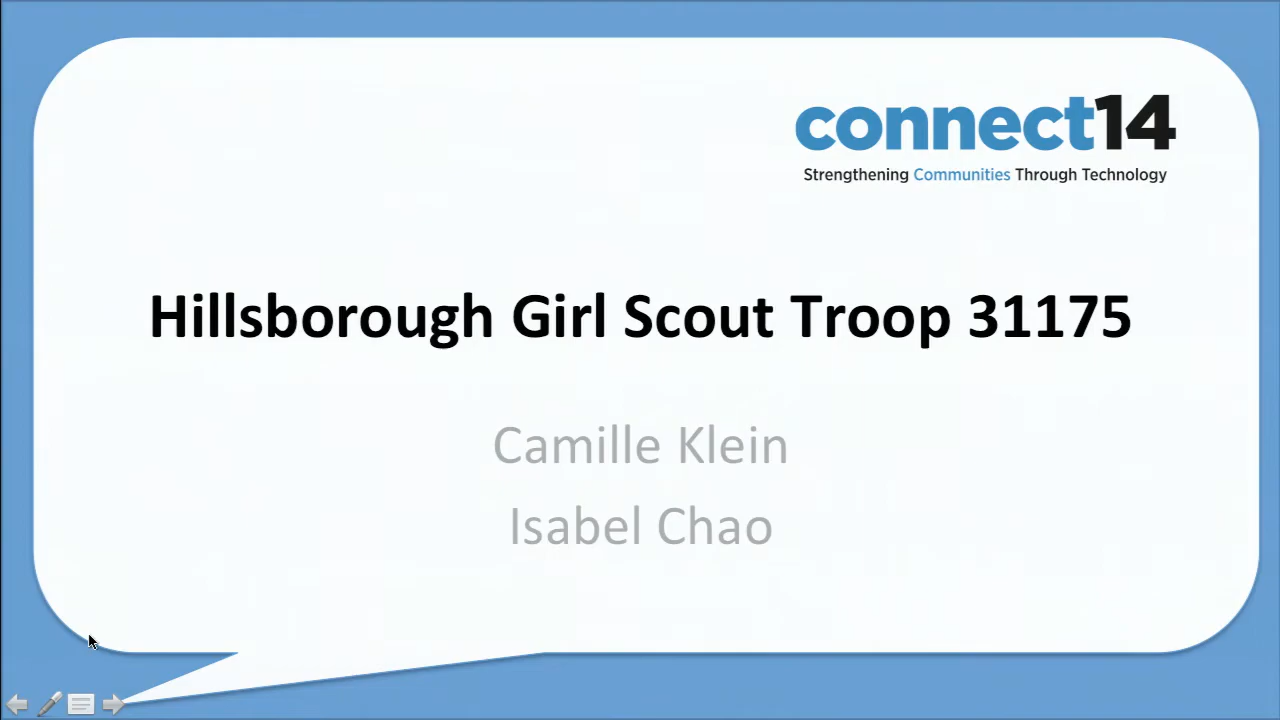 connect14
Strengthening Communities Through Technology
Hillsborough Girl Scout Troop 31175
Camille Klein
Isabel Chao